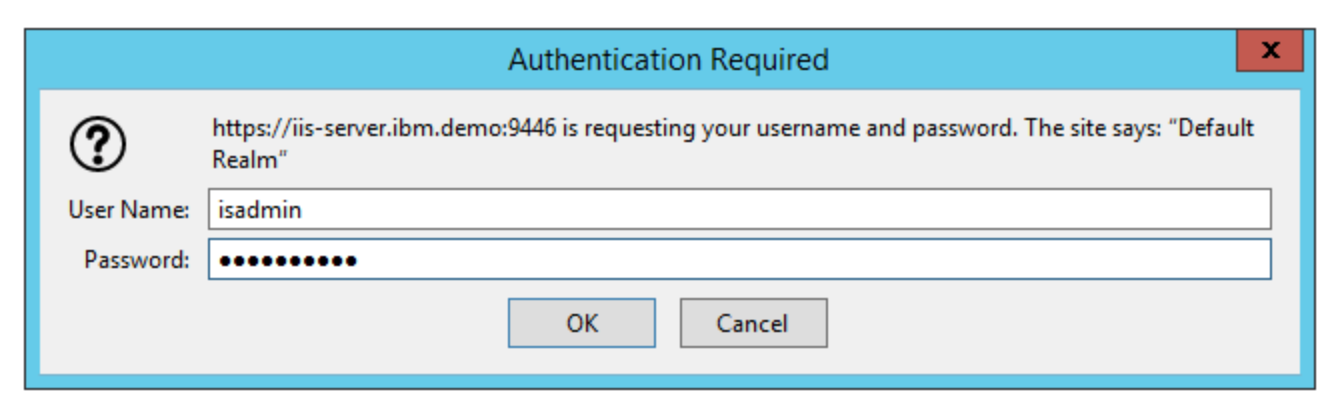 Authentication Required
X
https://iis-server.ibm.demo:9446 is requesting your username and password. The site says: “Default
Realm“
User Name: isadmin
Password: ●●●●●●●●●●
OK Cancel